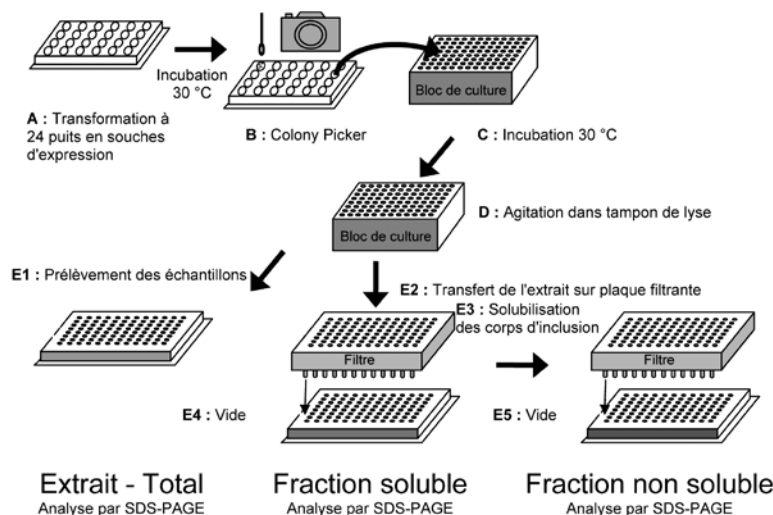 Incubation
30 °C
A : Transformation à
24 puits en souches
d'expression
B : Colony Picker
Bloc de culture
C : Incubation 30 °C
Bloc de culture
D : Agitation dans tampon de lyse
E1 : Prélèvement des échantillons
E2 : Transfert de l'extrait sur plaque filtrante
E3 : Solubilisation
des corps d'inclusion
Filtre
Filtre
E4 : Vide
E5 : Vide
Extrait - Total
Analyse par SDS-PAGE
Fraction soluble
Analyse par SDS-PAGE
Fraction non soluble
Analyse par SDS-PAGE